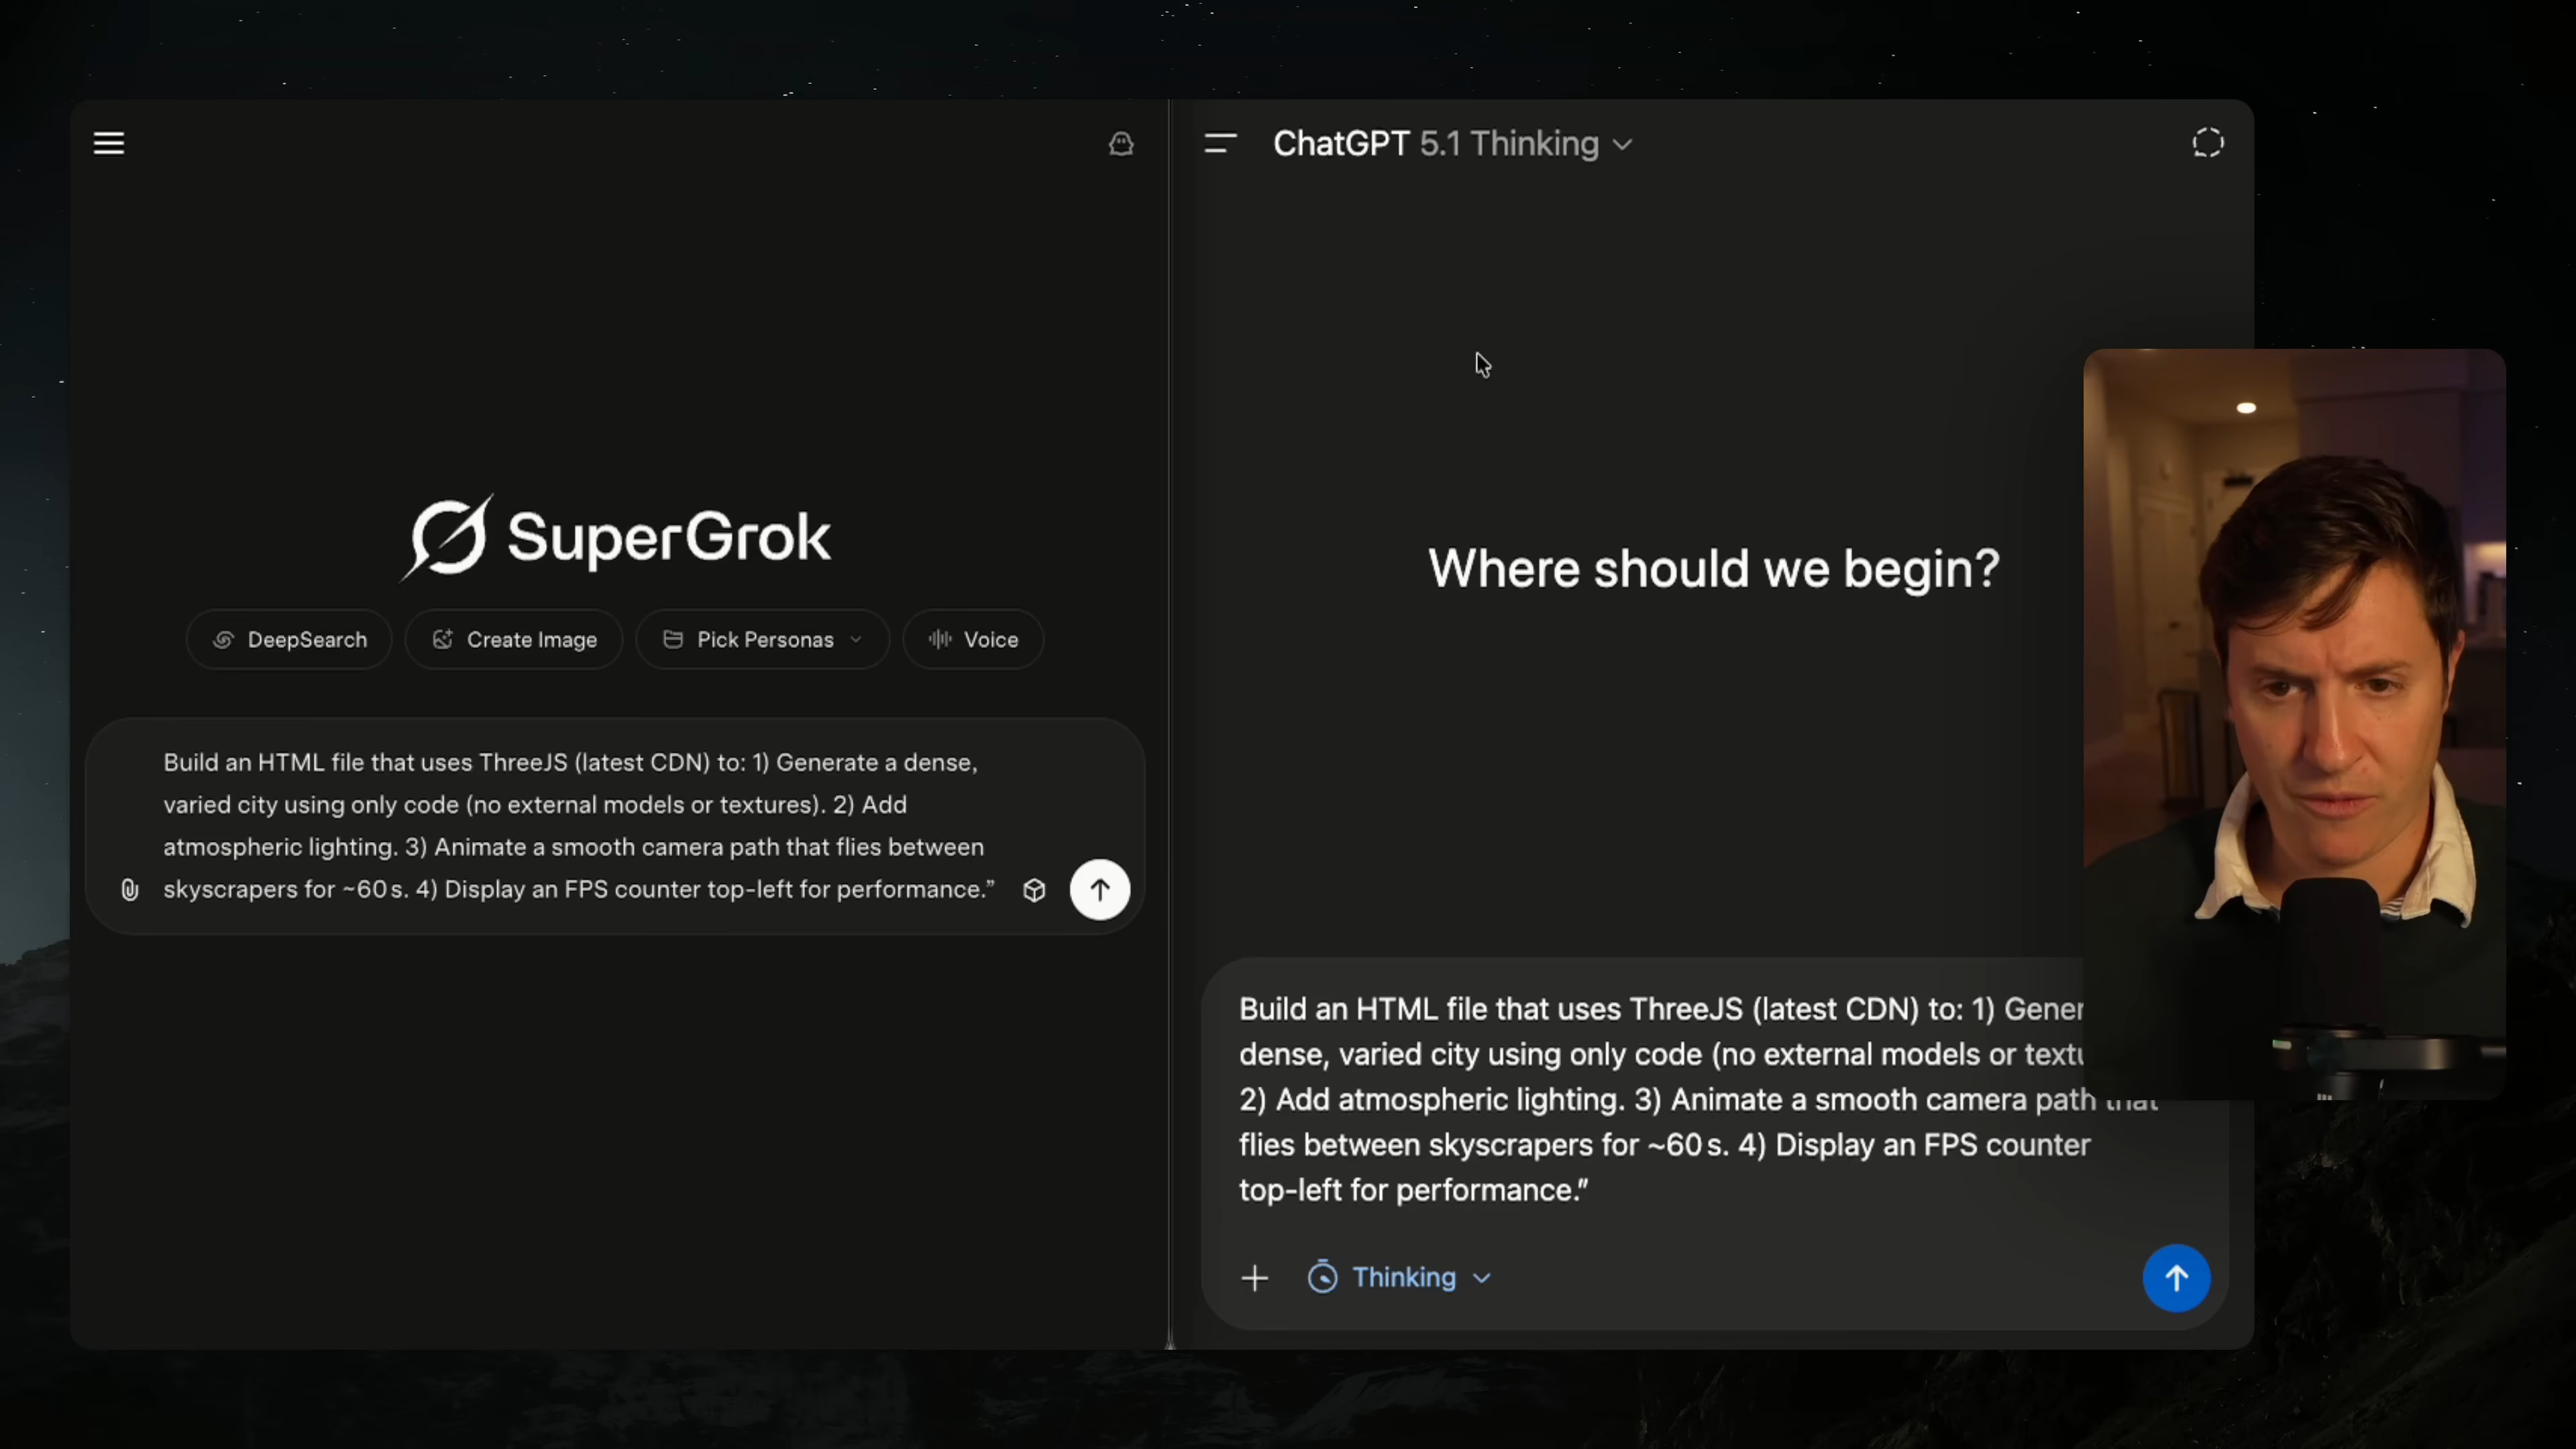 SuperGrok
DeepSearch
Create Image
Pick Personas
Voice
Build an HTML file that uses ThreeJS (latest CDN) to: 1) Generate a dense,
varied city using only code (no external models or textures). 2) Add
atmospheric lighting. 3) Animate a smooth camera path that flies between
skyscrapers for ~60 s. 4) Display an FPS counter top-left for performance.”
ChatGPT 5.1 Thinking
Where should we begin?
Build an HTML file that uses ThreeJS (latest CDN) to: 1)
dense, varied city using only code (no external models or
2) Add atmospheric lighting. 3) Animate a smooth camera path that
flies between skyscrapers for ~60 s. 4) Display an FPS counter
top-left for performance.”
Thinking